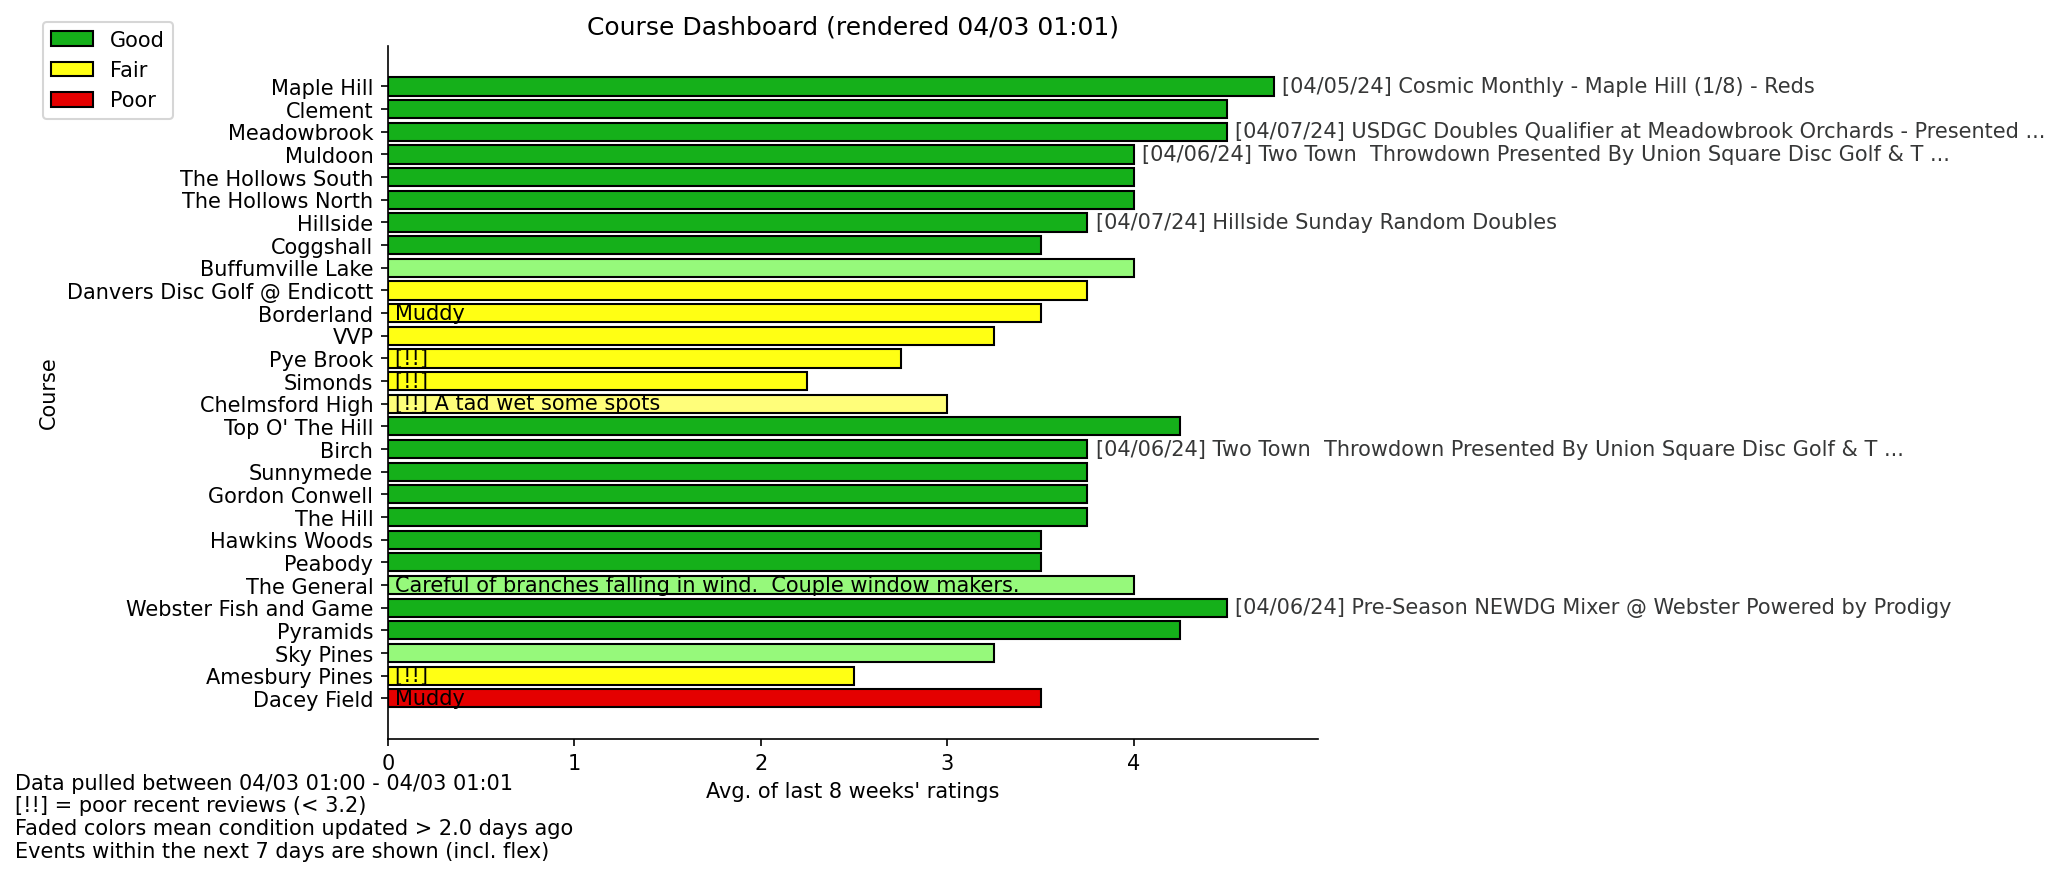 Course Dashboard (rendered 04/03 01:01)
Good
Fair
Poor
Maple Hill [04/05/24] Cosmic Monthly - Maple Hill (1/8) - Reds
Clement
Meadowbrook [04/07/24] USDGC Doubles Qualifier at Meadowbrook Orchards - Presented ...
Muldoon [04/06/24] Two Town  Throwdown Presented By Union Square Disc Golf & T ...
The Hollows South
The Hollows North
Hillside [04/07/24] Hillside Sunday Random Doubles
Coggshall
Buffumville Lake
Danvers Disc Golf @ Endicott
Borderland Muddy
VVP
Pye Brook [!!]
Simonds [!!]
Chelmsford High [!!] A tad wet some spots
Top O' The Hill
Birch [04/06/24] Two Town  Throwdown Presented By Union Square Disc Golf & T ...
Sunnymede
Gordon Conwell
The Hill
Hawkins Woods
Peabody
The General Careful of branches falling in wind.  Couple window makers.
Webster Fish and Game [04/06/24] Pre-Season NEWDG Mixer @ Webster Powered by Prodigy
Pyramids
Sky Pines
Amesbury Pines [!!]
Dacey Field Muddy
Course
0 1 2 3 4
Avg. of last 8 weeks' ratings
Data pulled between 04/03 01:00 - 04/03 01:01
[!!] = poor recent reviews (< 3.2)
Faded colors mean condition updated > 2.0 days ago
Events within the next 7 days are shown (incl. flex)